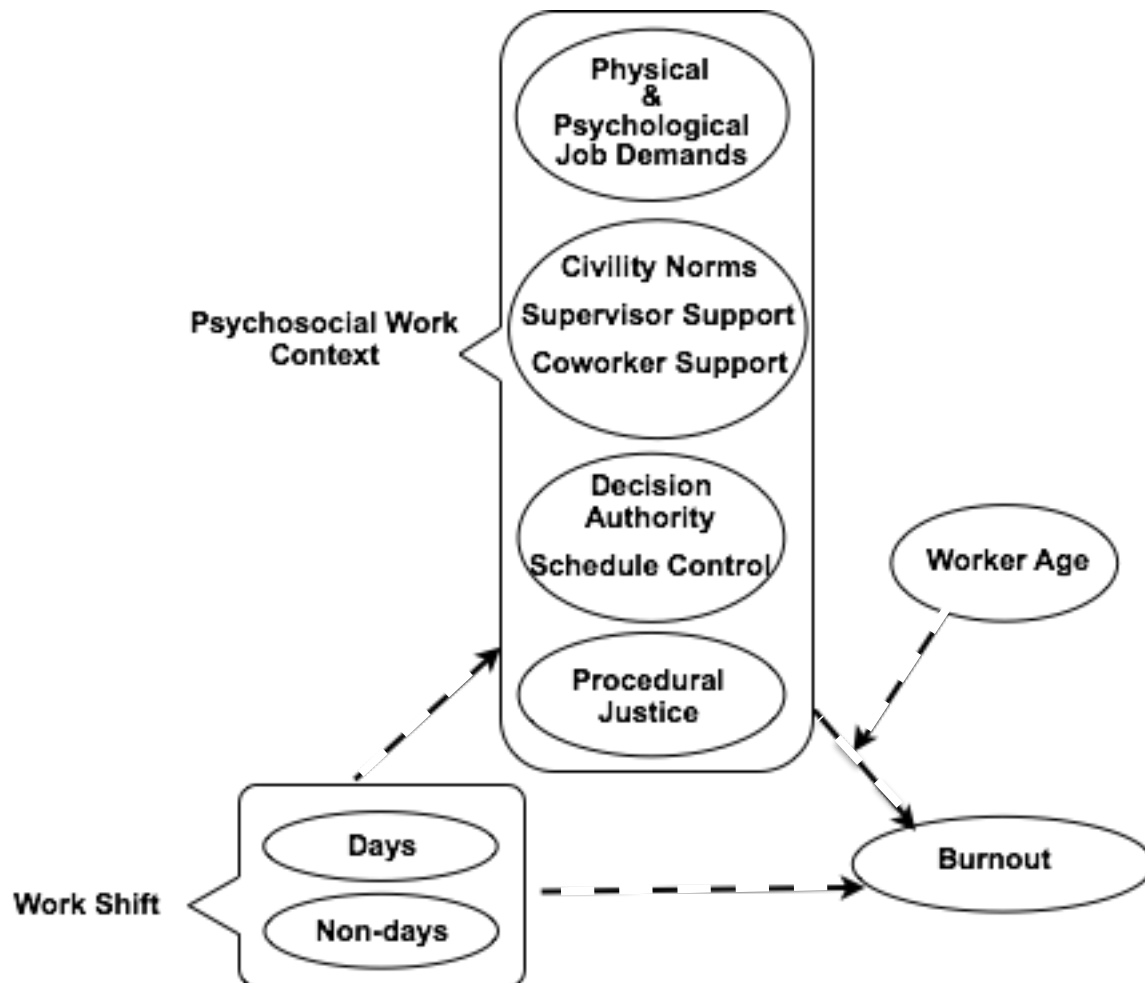 Physical
&
Psychological
Job Demands
Civility Norms
Supervisor Support
Coworker Support
Psychosocial Work
Context
Decision
Authority
Schedule Control
Worker Age
Procedural
Justice
Days
Burnout
Work Shift
Non-days